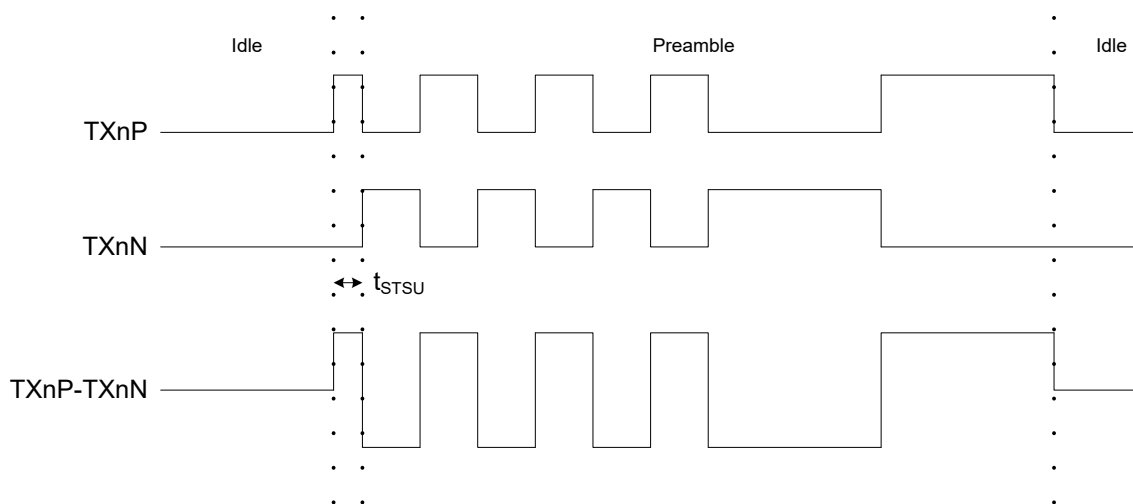 Idle
Preamble
Idle
TXnP
TXnN
tSTSU
TXnP-TXnN